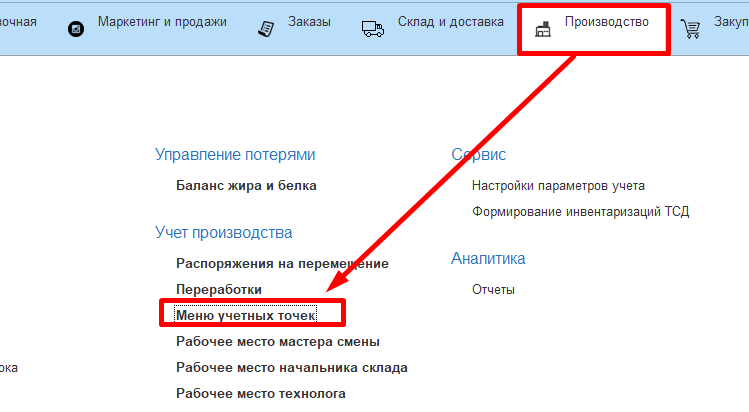 очная
Маркетинг и продажи
Заказы
Склад и доставка
Производство
Закуп
Управление потерями
Баланс жира и белка
Учет производства
Распоряжения на перемещение
Переработки
Меню учетных точек
Рабочее место мастера смены
Рабочее место начальника склада
Рабочее место технолога
Сервис
Настройки параметров учета
Формирование инвентаризаций ТСД
Аналитика
Отчеты
рока